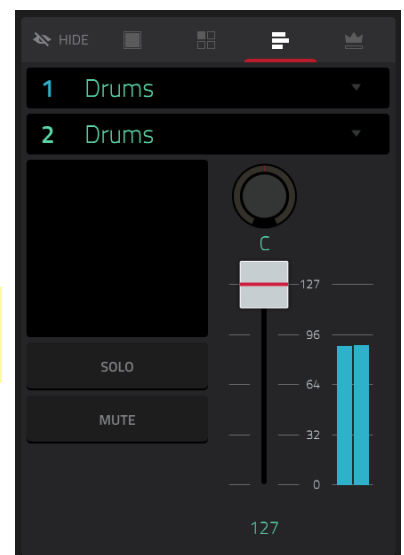 HIDE
1 Drums
2 Drums
C
127
96
SOLO
64
MUTE
32
0
127